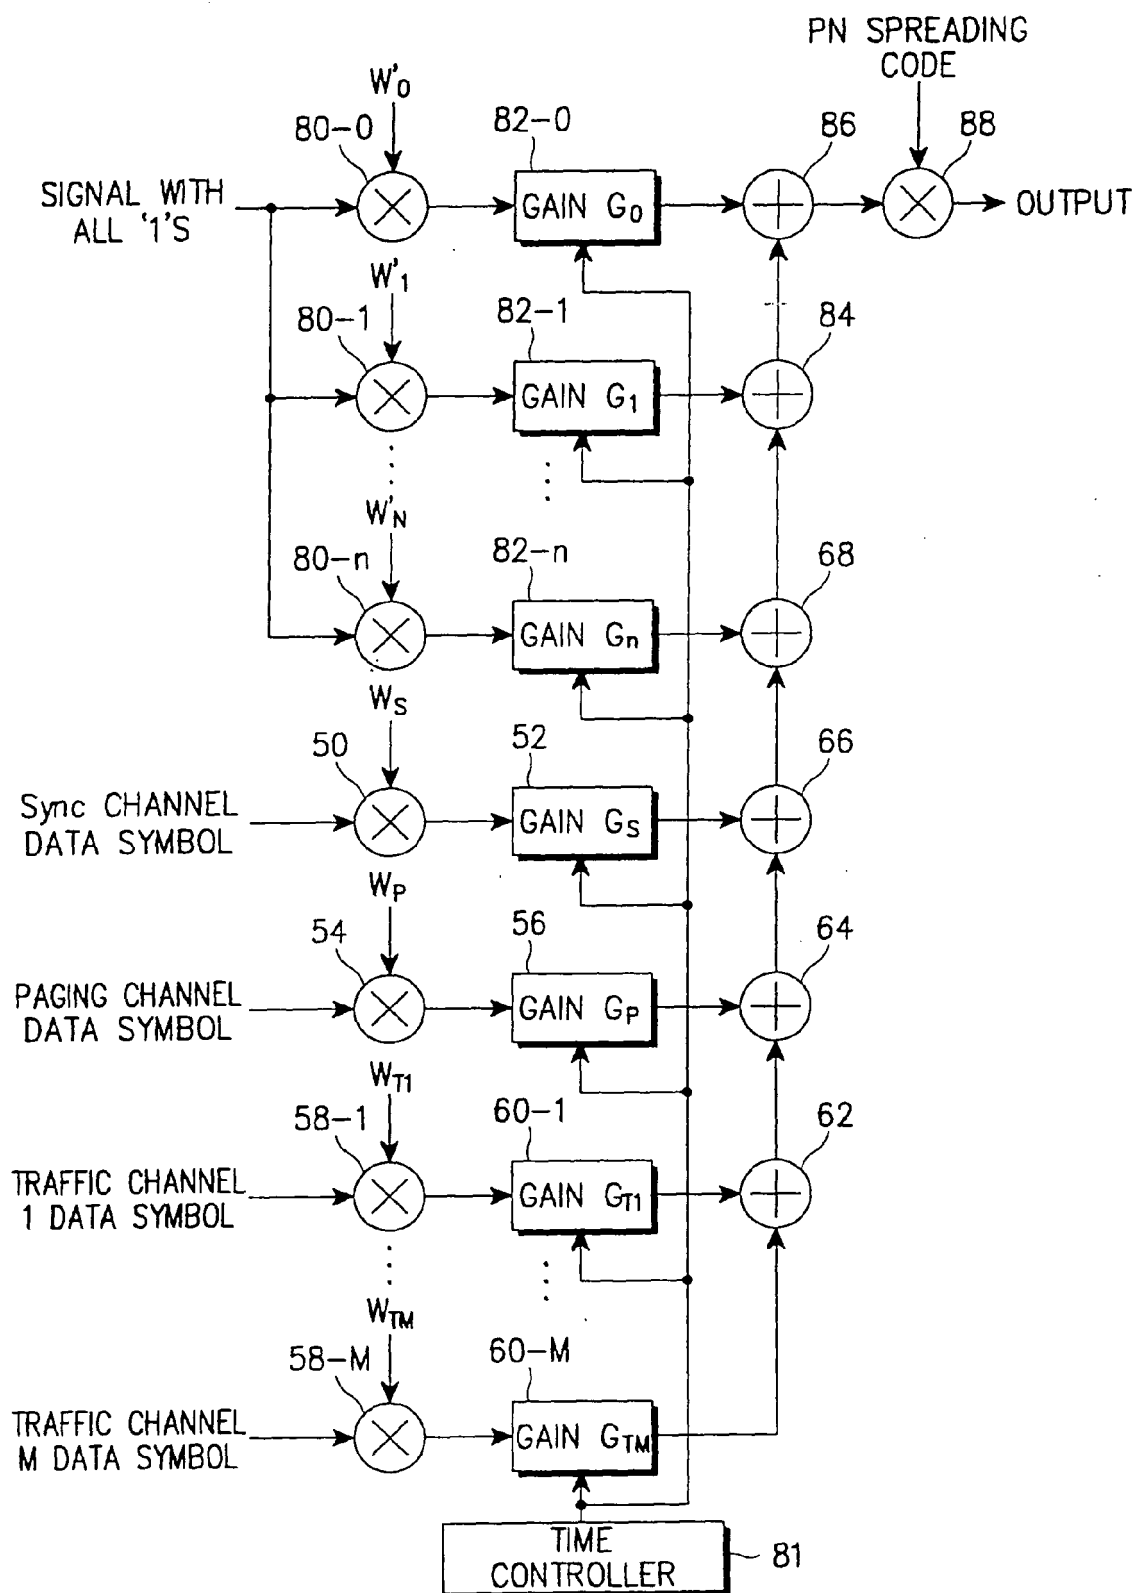 PN SPREADING
CODE
W'0
80-0
82-0
86
88
SIGNAL WITH
ALL '1'S
GAIN G0
OUTPUT
W'1
80-1
82-1
84
GAIN G1
W'N
80-n
82-n
68
GAIN Gn
WS
50
52
66
Sync CHANNEL
DATA SYMBOL
GAIN GS
WP
54
56
64
PAGING CHANNEL
DATA SYMBOL
GAIN GP
WT1
58-1
60-1
62
TRAFFIC CHANNEL
1 DATA SYMBOL
GAIN GT1
WTM
58-M
60-M
TRAFFIC CHANNEL
M DATA SYMBOL
GAIN GTM
TIME
CONTROLLER
81